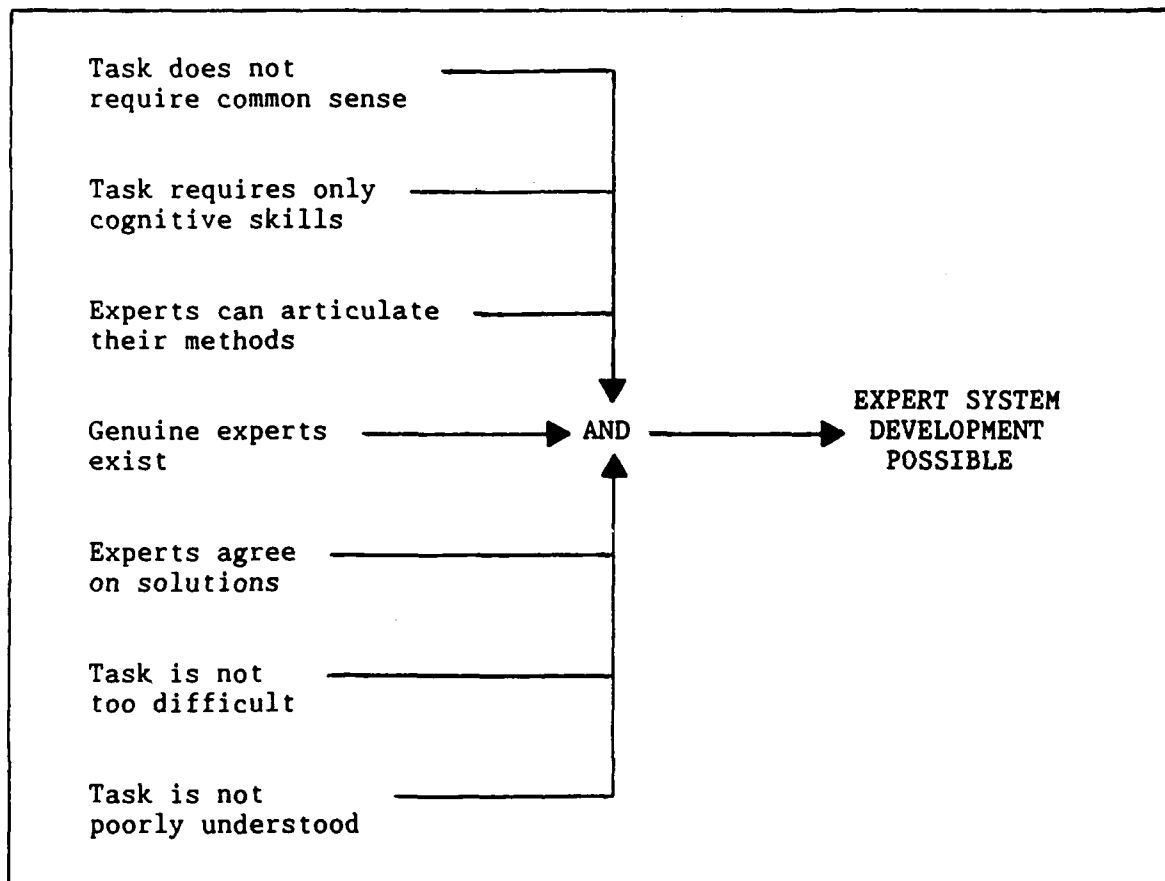 Task does not
require common sense
Task requires only
cognitive skills
Experts can articulate
their methods
Genuine experts
exist
AND
EXPERT SYSTEM
DEVELOPMENT
POSSIBLE
Experts agree
on solutions
Task is not
too difficult
Task is not
poorly understood